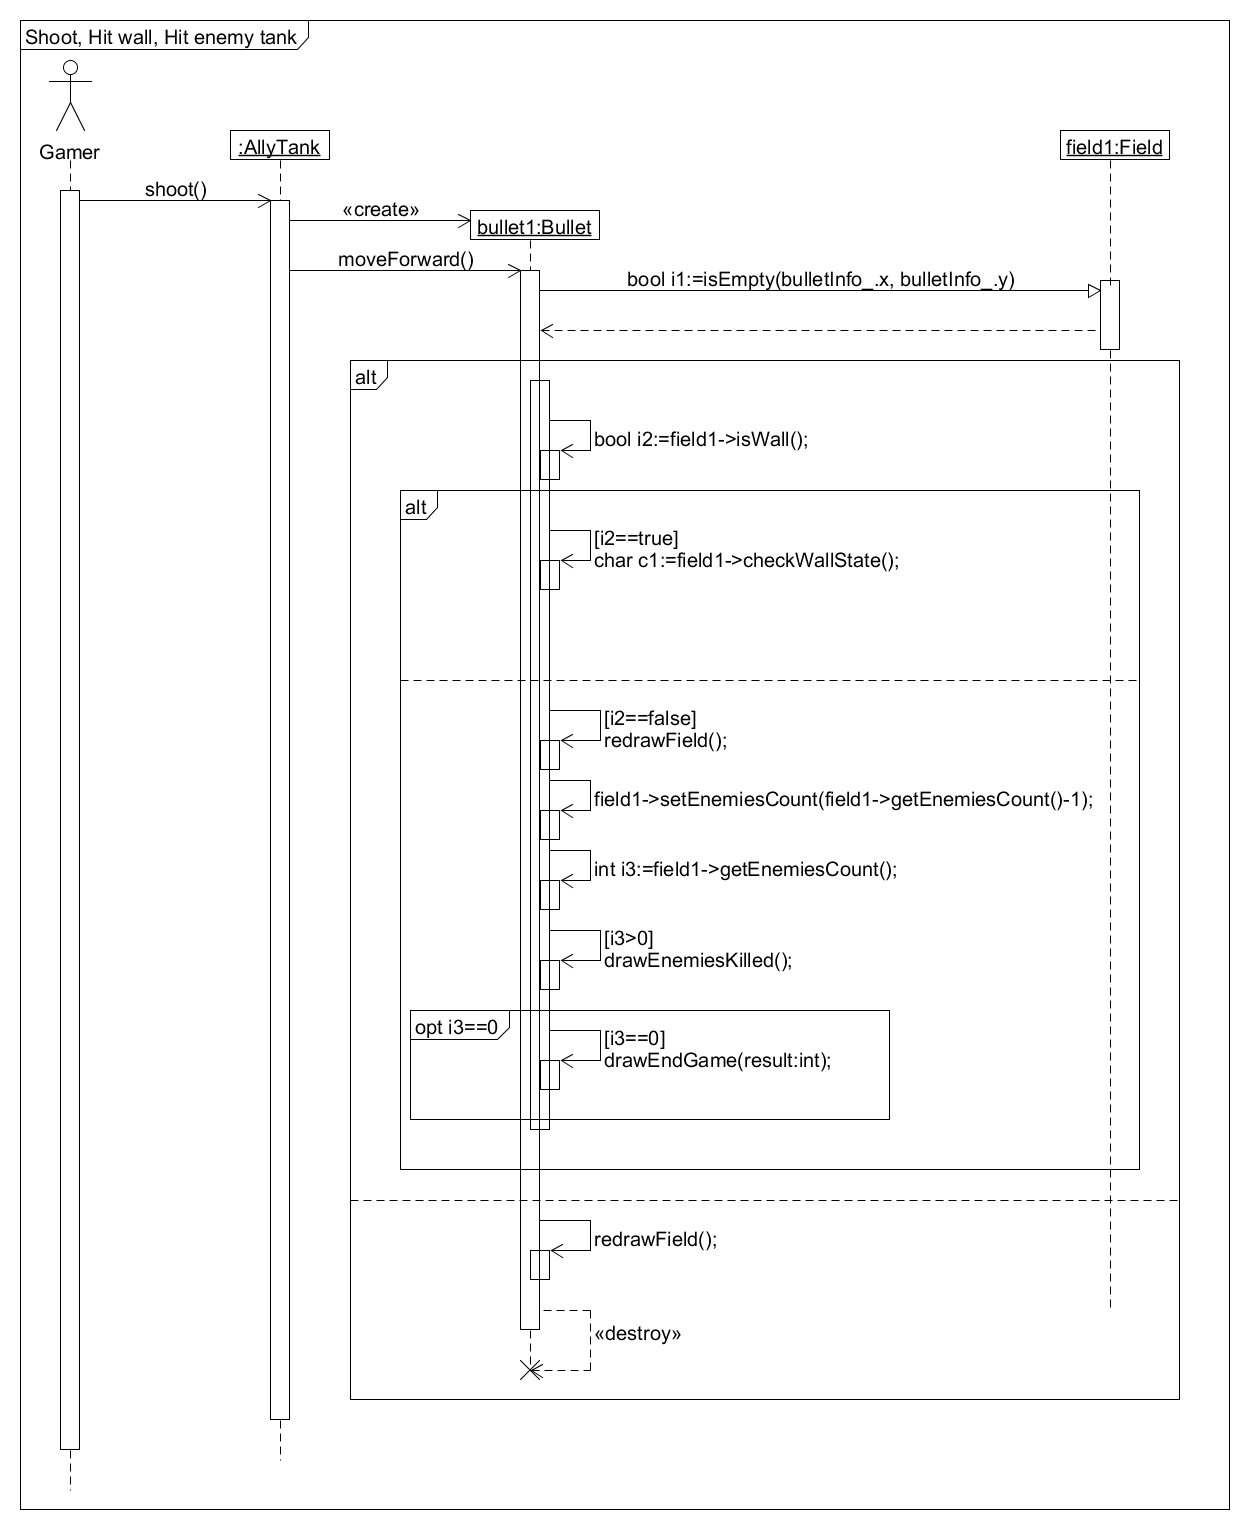 Shoot, Hit wall, Hit enemy tank
Gamer
:AllyTank
field1:Field
shoot()
«create»
bullet1:Bullet
moveForward()
bool i1:=isEmpty(bulletInfo_.x, bulletInfo_.y)
alt
bool i2:=field1->isWall();
alt
[i2==true]
char c1:=field1->checkWallState();
[i2==false]
redrawField();
field1->setEnemiesCount(field1->getEnemiesCount()-1);
int i3:=field1->getEnemiesCount();
[i3>0]
drawEnemiesKilled();
opt i3==0
[i3==0]
drawEndGame(result:int);
redrawField();
«destroy»